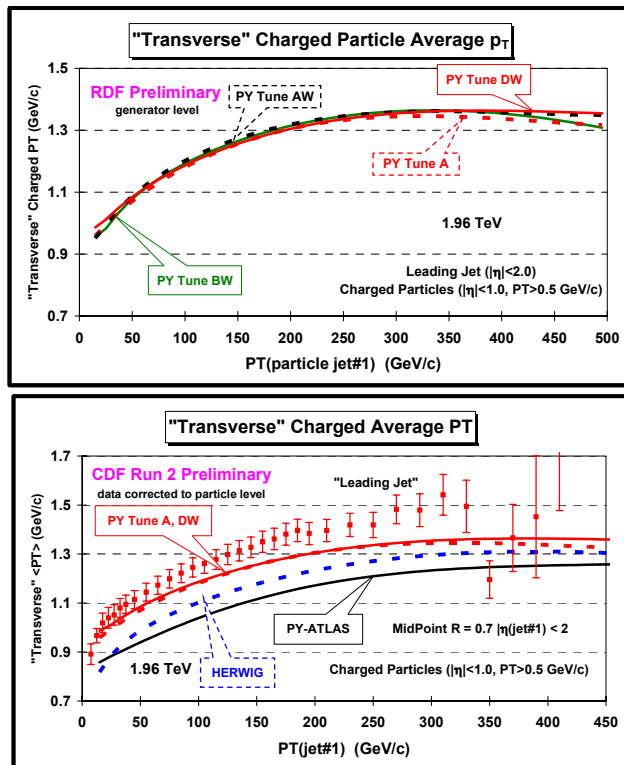 "Transverse" Charged Particle Average pT
1.5
1.3
1.1
0.9
0.7
"Transverse" Charged PT (GeV/c)
RDF Preliminary
generator level
PY Tune AW
PY Tune DW
PY Tune A
PY Tune BW
1.96 TeV
Leading Jet (|η|<2.0)
Charged Particles (|η|<1.0, PT>0.5 GeV/c)
0 50 100 150 200 250 300 350 400 450 500
PT(particle jet#1) (GeV/c)
"Transverse" Charged Average PT
1.7
1.5
1.3
1.1
0.9
0.7
"Transverse" <PT> (GeV/c)
CDF Run 2 Preliminary
data corrected to particle level
"Leading Jet"
PY Tune A, DW
PY-ATLAS
HERWIG
1.96 TeV
MidPoint R = 0.7 |η(jet#1) < 2
Charged Particles (|η|<1.0, PT>0.5 GeV/c)
0 50 100 150 200 250 300 350 400 450
PT(jet#1) (GeV/c)